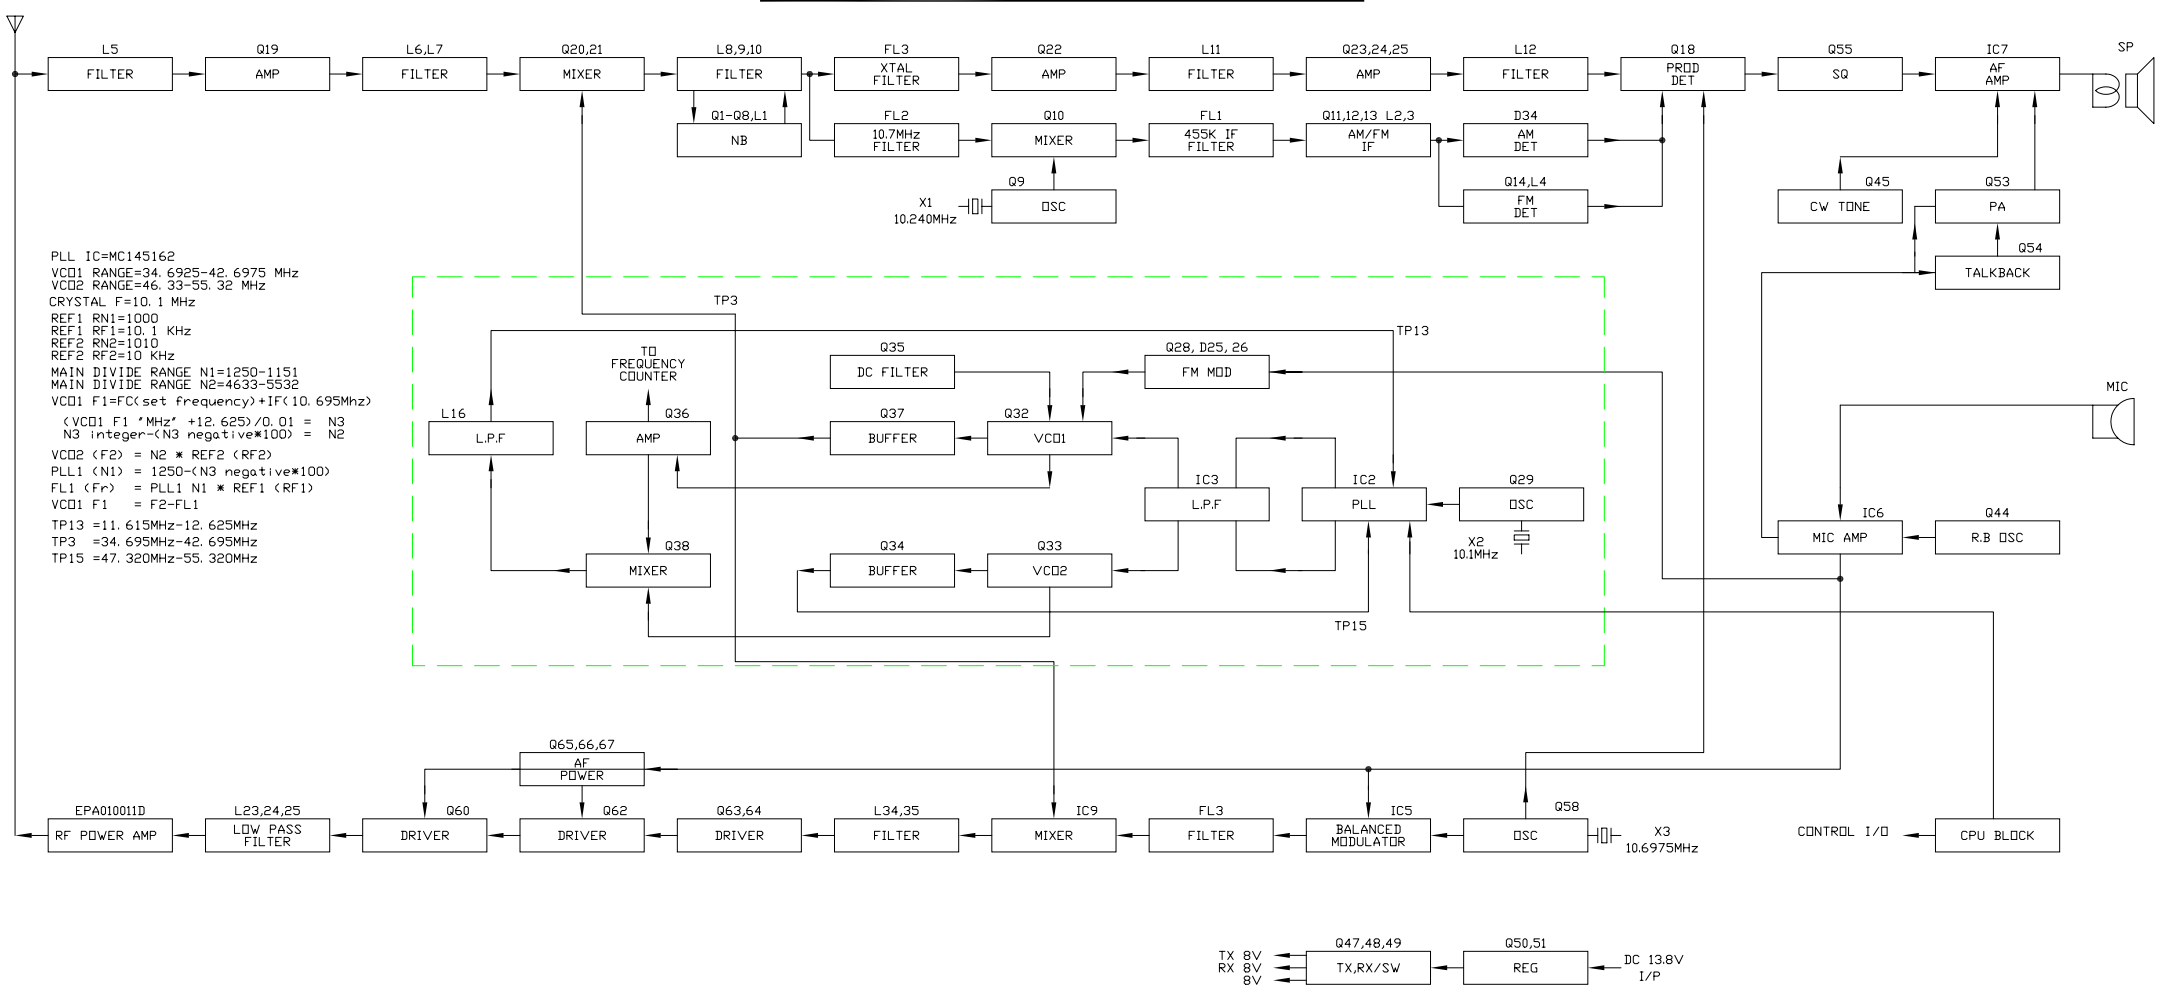 L5
FILTER
Q19
AMP
L6,L7
FILTER
Q20,21
MIXER
L8,9,10
FILTER
FL3
XTAL
FILTER
Q22
AMP
L11
FILTER
Q23,24,25
AMP
L12
FILTER
Q18
PROD
DET
Q55
SQ
IC7
AF
AMP
SP
Q1-Q8,L1
NB
FL2
10.7MHz
FILTER
Q10
MIXER
FL1
455K IF
FILTER
Q11,12,13 L2,3
AM/FM
IF
D34
AM
DET
X1
10.240MHz
Q9
OSC
Q14,L4
FM
DET
Q45
CW TONE
Q53
PA
Q54
TALKBACK
PLL IC=MC145162
VCO1 RANGE=34.6925-42.6975 MHz
VCO2 RANGE=46.33-55.32 MHz
CRYSTAL F=10.1 MHz
REF1 RN1=1000
REF1 RF1=10.1 KHz
REF2 RN2=1010
REF2 RF2=10 KHz
MAIN DIVIDE RANGE N1=1250-1151
MAIN DIVIDE RANGE N2=4633-5532
VCO1 F1=FC(set frequency)+IF(10.695Mhz)
(VCO1 F1 "MHz" +12.625)/0.01 = N3
N3 integer-(N3 negative*100) = N2
VCO2 (F2) = N2 * REF2 (RF2)
PLL1 (N1) = 1250-(N3 negative*100)
FL1 (Fr) = PLL1 N1 * REF1 (RF1)
VCO1 F1 = F2-FL1
TP13 =11.615MHz-12.625MHz
TP3 =34.695MHz-42.695MHz
TP15 =47.320MHz-55.320MHz
TP3
TP13
TO
FREQUENCY
COUNTER
Q35
DC FILTER
Q28, D25, 26
FM MOD
L16
L.P.F
Q36
AMP
Q37
BUFFER
Q32
VCO1
IC3
L.P.F
IC2
PLL
Q29
OSC
X2
10.1MHz
Q38
MIXER
Q34
BUFFER
Q33
VCO2
TP15
MIC
IC6
MIC AMP
Q44
R.B OSC
Q65,66,67
AF
POWER
EPA010011D
RF POWER AMP
L23,24,25
LOW PASS
FILTER
Q60
DRIVER
Q62
DRIVER
Q63,64
DRIVER
L34,35
FILTER
IC9
MIXER
FL3
FILTER
IC5
BALANCED
MODULATOR
Q58
OSC
X3
10.6975MHz
CONTROL I/O
CPU BLOCK
TX 8V
RX 8V
8V
Q47,48,49
TX,RX/SW
Q50,51
REG
DC 13.8V
I/P